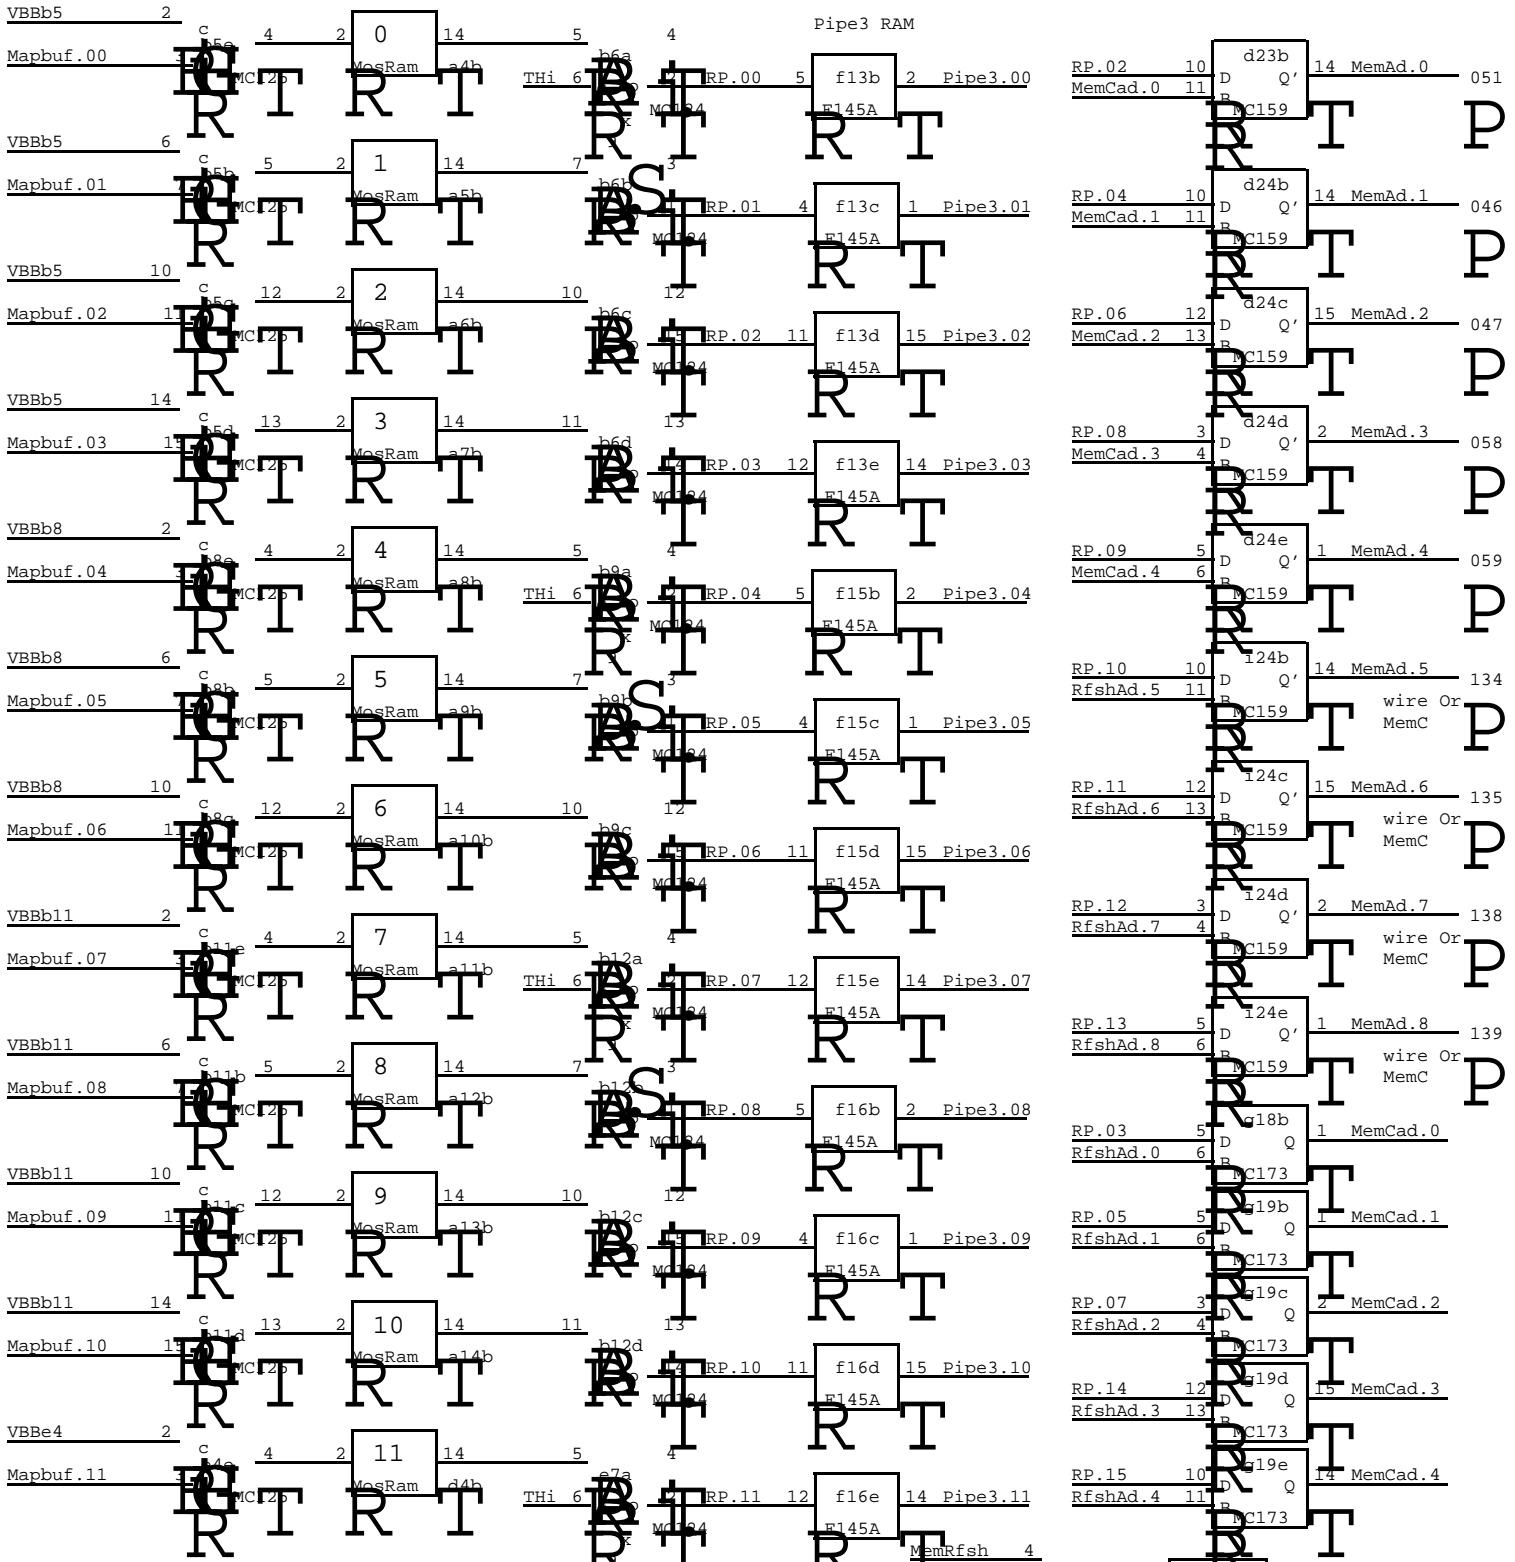 Pipe3 RAM
VBBb5 2
Mapbuf.00
4 2 0 14 5 4
MosRam a4b
THi 6 b6a RP.00 5 f13b 2 Pipe3.00
F145A
VBBb5 6
Mapbuf.01
5 2 1 14 7 3
MosRam a5b
RP.01 4 f13c 1 Pipe3.01
F145A
VBBb5 10
Mapbuf.02
12 2 2 14 10 12
MosRam a6b
b6c RP.02 11 f13d 15 Pipe3.02
F145A
VBBb5 14
Mapbuf.03
13 2 3 14 11 13
MosRam a7b
b6d RP.03 12 f13e 14 Pipe3.03
F145A
VBBb8 2
Mapbuf.04
4 2 4 14 5 4
MosRam a8b
THi 6 b9a RP.04 5 f15b 2 Pipe3.04
F145A
VBBb8 6
Mapbuf.05
5 2 5 14 7 3
MosRam a9b
RP.05 4 f15c 1 Pipe3.05
F145A
VBBb8 10
Mapbuf.06
12 2 6 14 10 12
MosRam a10b
b9c RP.06 11 f15d 15 Pipe3.06
F145A
VBBb11 2
Mapbuf.07
4 2 7 14 5 4
MosRam a11b
THi 6 b12a RP.07 12 f15e 14 Pipe3.07
F145A
VBBb11 6
Mapbuf.08
5 2 8 14 7 3
MosRam a12b
RP.08 5 f16b 2 Pipe3.08
F145A
VBBb11 10
Mapbuf.09
12 2 9 14 10 12
MosRam a13b
b12c RP.09 4 f16c 1 Pipe3.09
F145A
VBBb11 14
Mapbuf.10
13 2 10 14 11 13
MosRam a14b
b12d RP.10 11 f16d 15 Pipe3.10
F145A
VBBe4 2
Mapbuf.11
4 2 11 14 5 4
MosRam d4b
THi 6 e7a RP.11 12 f16e 14 Pipe3.11
F145A
MemRfsh 4
d23b
RP.02 10 D Q' 14 MemAd.0 051
MemCad.0 11
MC159 T P
d24b
RP.04 10 D Q' 14 MemAd.1 046
MemCad.1 11
MC159 T P
d24c
RP.06 12 D Q' 15 MemAd.2 047
MemCad.2 13
MC159 T P
d24d
RP.08 3 D Q' 2 MemAd.3 058
MemCad.3 4
MC159 T P
d24e
RP.09 5 D Q' 1 MemAd.4 059
MemCad.4 6
MC159 T P
i24b
RP.10 10 D Q' 14 MemAd.5 134
RfshAd.5 11 wire Or
MC159 T MemC P
i24c
RP.11 12 D Q' 15 MemAd.6 135
RfshAd.6 13 wire Or
MC159 T MemC P
i24d
RP.12 3 D Q' 2 MemAd.7 138
RfshAd.7 4 wire Or
MC159 T MemC P
i24e
RP.13 5 D Q' 1 MemAd.8 139
RfshAd.8 6 wire Or
MC159 T MemC P
g18b
RP.03 5 D Q 1 MemCad.0
RfshAd.0 6
MC173 T
g19b
RP.05 5 D Q 1 MemCad.1
RfshAd.1 6
MC173 T
g19c
RP.07 3 D Q 2 MemCad.2
RfshAd.2 4
MC173 T
g19d
RP.14 12 D Q 15 MemCad.3
RfshAd.3 13
MC173 T
g19e
RP.15 10 D Q 14 MemCad.4
RfshAd.4 11
MC173 T